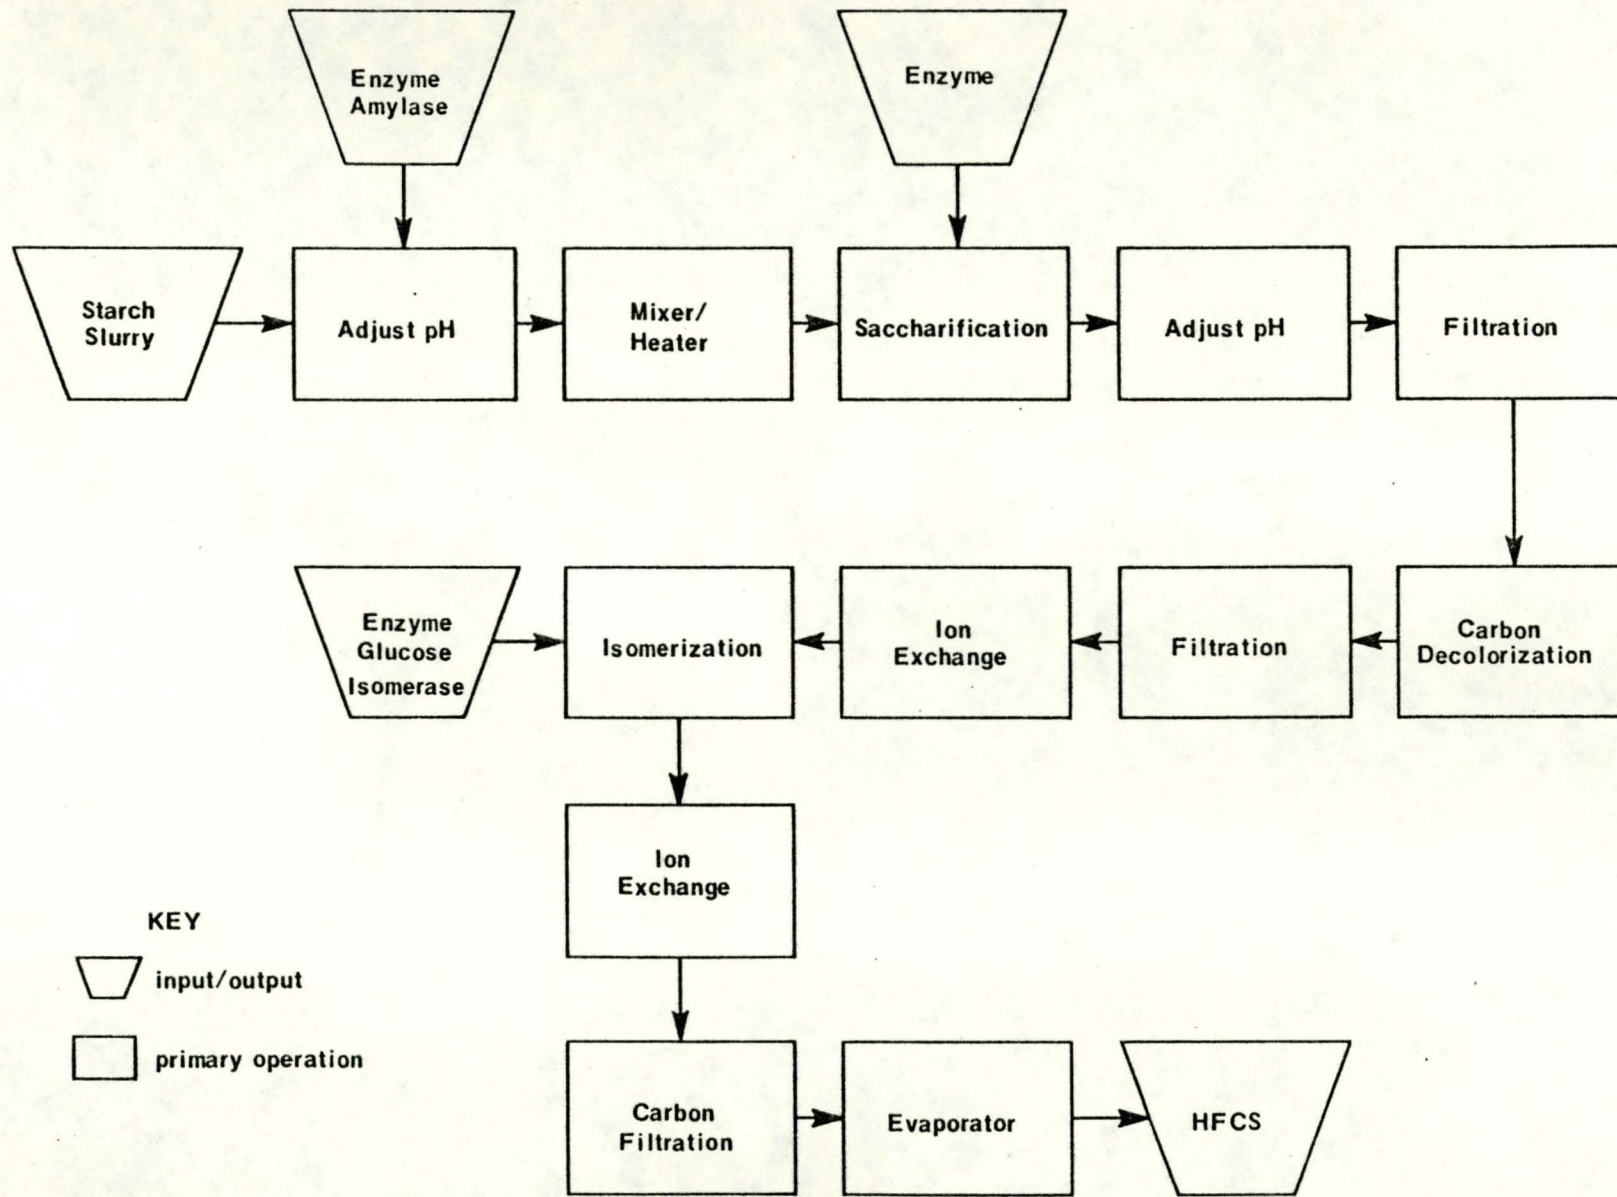 Enzyme
Amylase
Enzyme
Starch
Slurry
Adjust pH
Mixer/
Heater
Saccharification
Adjust pH
Filtration
Enzyme
Glucose
Isomerase
Isomerization
Ion
Exchange
Filtration
Carbon
Decolorization
Ion
Exchange
KEY
input/output
primary operation
Carbon
Filtration
Evaporator
HFCS